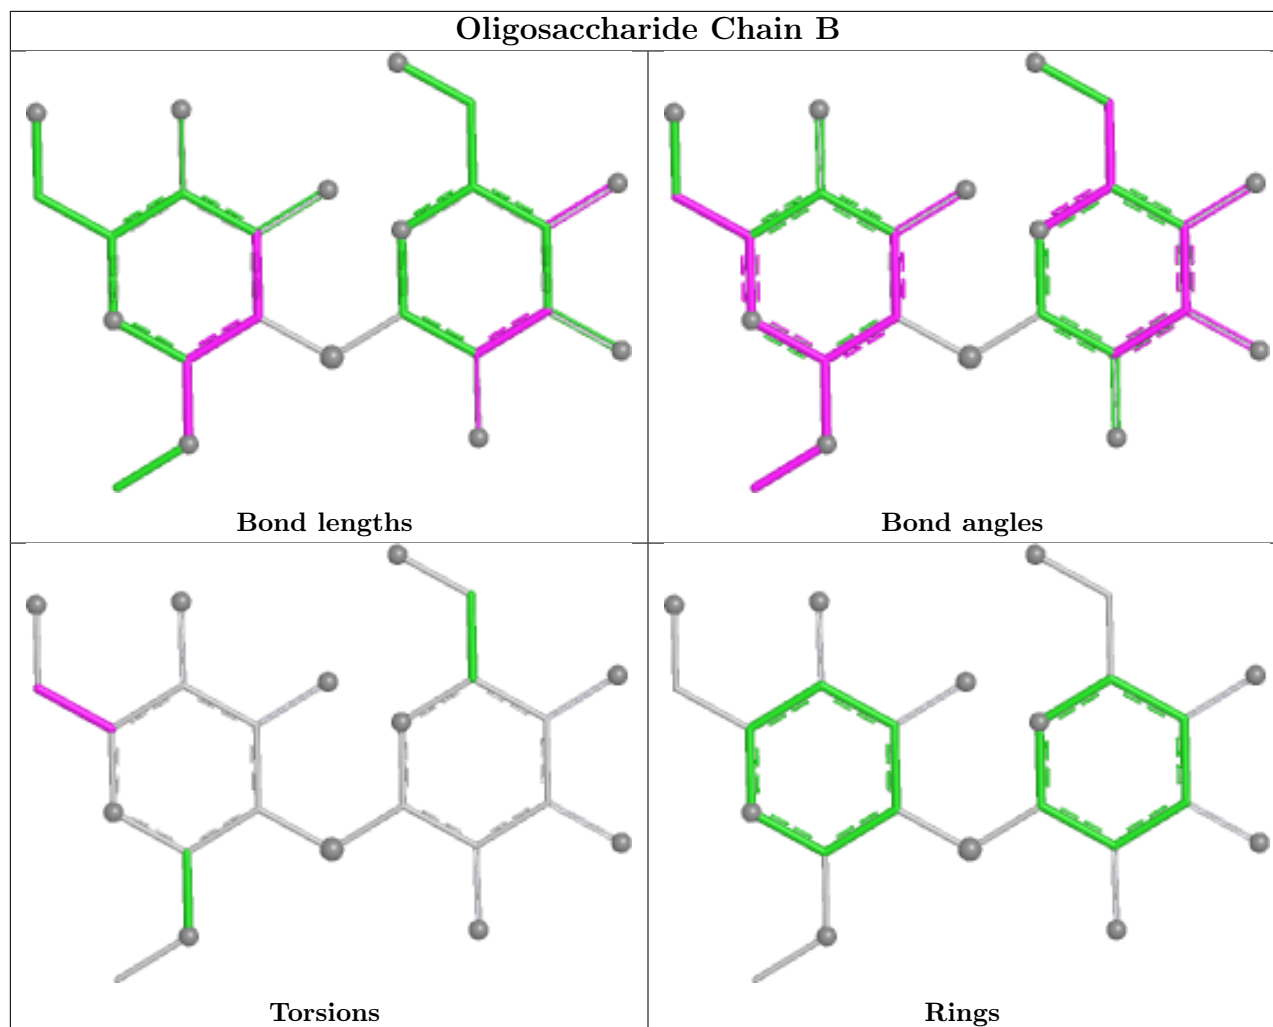 Oligosaccharide Chain B
Bond lengths
Bond angles
Torsions
Rings